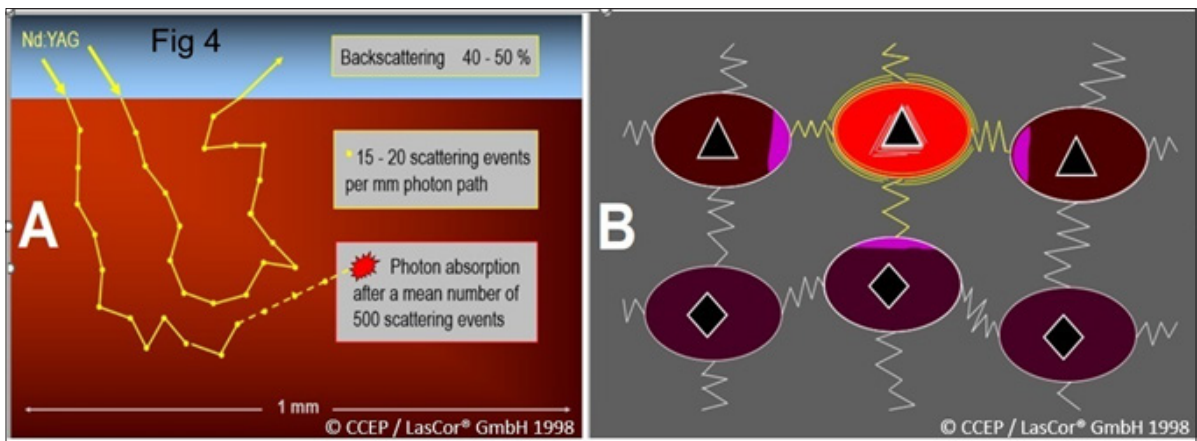 Nd:YAG
Fig 4
Backscattering 40 - 50 %
15 - 20 scattering events
per mm photon path
A
Photon absorption
after a mean number of
500 scattering events
1 mm
© CCEP / LasCor® GmbH 1998
B
© CCEP / LasCor® GmbH 1998